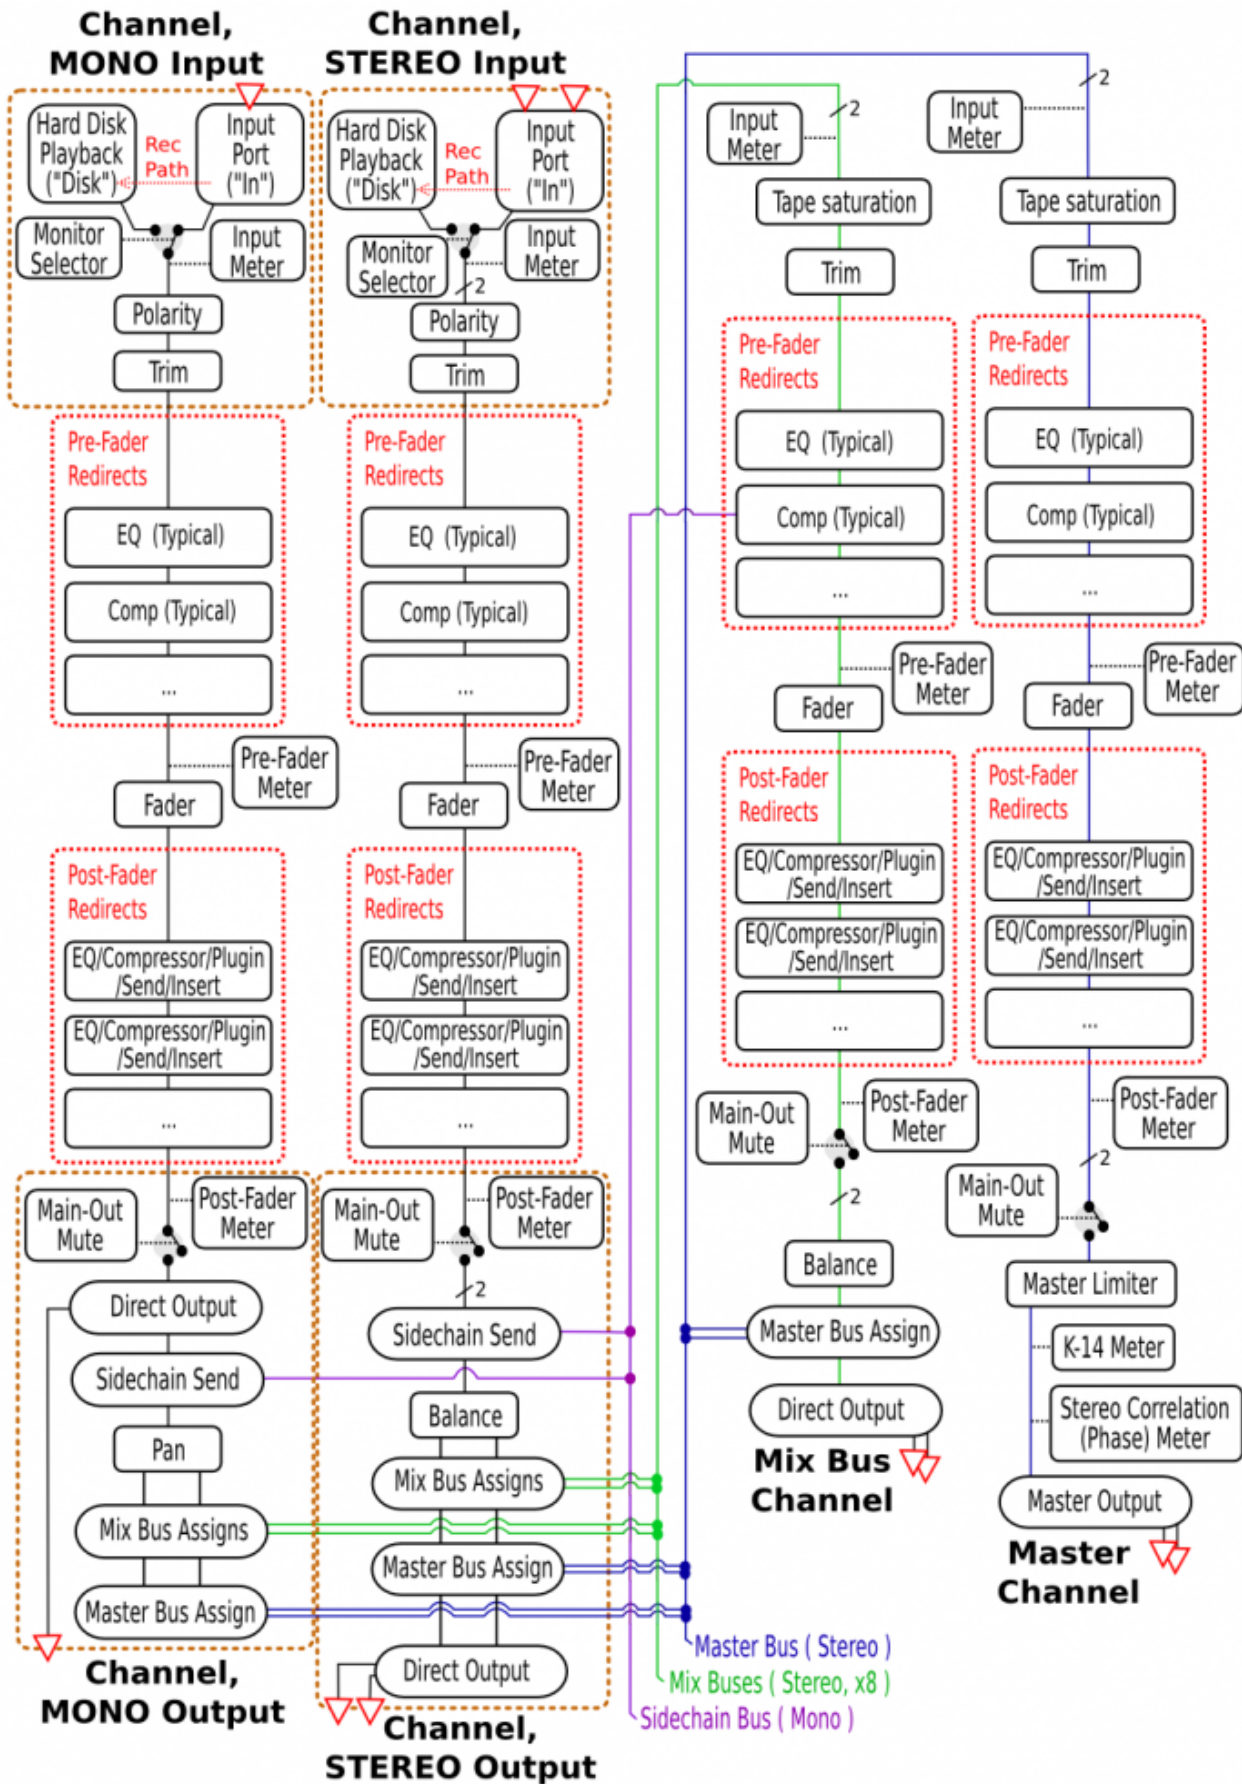 Channel,
MONO Input
Hard Disk
Playback
("Disk")
Rec
Path
Input
Port
("In")
Monitor
Selector
Input
Meter
Polarity
Trim
Pre-Fader
Redirects
EQ (Typical)
Comp (Typical)
...
Pre-Fader
Meter
Fader
Post-Fader
Redirects
EQ/Compressor/Plugin
/Send/Insert
EQ/Compressor/Plugin
/Send/Insert
...
Main-Out
Mute
Post-Fader
Meter
Direct Output
Sidechain Send
Pan
Mix Bus Assigns
Master Bus Assign
Channel,
MONO Output
Channel,
STEREO Input
Hard Disk
Playback
("Disk")
Rec
Path
Input
Port
("In")
Monitor
Selector
Input
Meter
2
Polarity
Trim
Pre-Fader
Redirects
EQ (Typical)
Comp (Typical)
...
Pre-Fader
Meter
Fader
Post-Fader
Redirects
EQ/Compressor/Plugin
/Send/Insert
EQ/Compressor/Plugin
/Send/Insert
...
Main-Out
Mute
Post-Fader
Meter
2
Sidechain Send
Balance
Mix Bus Assigns
Master Bus Assign
Direct Output
Channel,
STEREO Output
2
Input
Meter
Tape saturation
Trim
Pre-Fader
Redirects
EQ (Typical)
Comp (Typical)
...
Pre-Fader
Meter
Fader
Post-Fader
Redirects
EQ/Compressor/Plugin
/Send/Insert
EQ/Compressor/Plugin
/Send/Insert
...
Main-Out
Mute
Post-Fader
Meter
2
Balance
Master Bus Assign
Direct Output
Mix Bus
Channel
2
Input
Meter
Tape saturation
Trim
Pre-Fader
Redirects
EQ (Typical)
Comp (Typical)
...
Pre-Fader
Meter
Fader
Post-Fader
Redirects
EQ/Compressor/Plugin
/Send/Insert
EQ/Compressor/Plugin
/Send/Insert
...
Post-Fader
Meter
2
Main-Out
Mute
Master Limiter
K-14 Meter
Stereo Correlation
(Phase) Meter
Master Output
Master
Channel
Master Bus ( Stereo )
Mix Buses ( Stereo, x8 )
Sidechain Bus ( Mono )